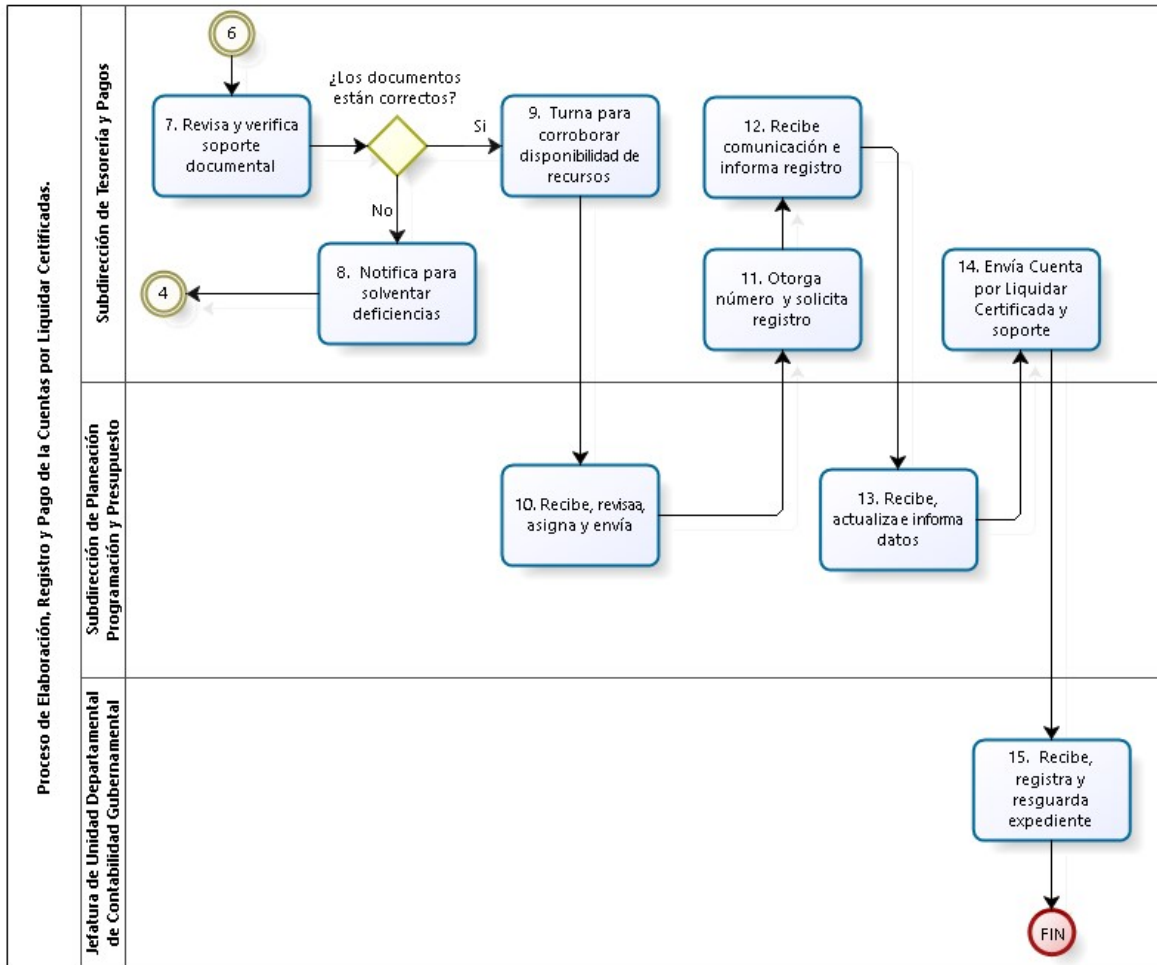 Proceso de Elaboración, Registro y Pago de la Cuentas por Liquidar Certificadas.
Subdirección de Tesorería y Pagos
6
7. Revisa y verifica
soporte
documental
¿Los documentos
están correctos?
Si
No
8. Notifica para
solventar
deficiencias
4
9. Turna para
corroborar
disponibilidad de
recursos
12. Recibe
comunicación e
informa registro
11. Otorga
número y solicita
registro
14. Envía Cuenta
por Liquidar
Certificada y
soporte
Subdirección de Planeación
Programación y Presupuesto
10. Recibe, revisaa,
asigna y envía
13. Recibe,
actualiza e informa
datos
Jefatura de Unidad Departamental
de Contabilidad Gubernamental
15. Recibe,
registra y
resguarda
expediente
FIN